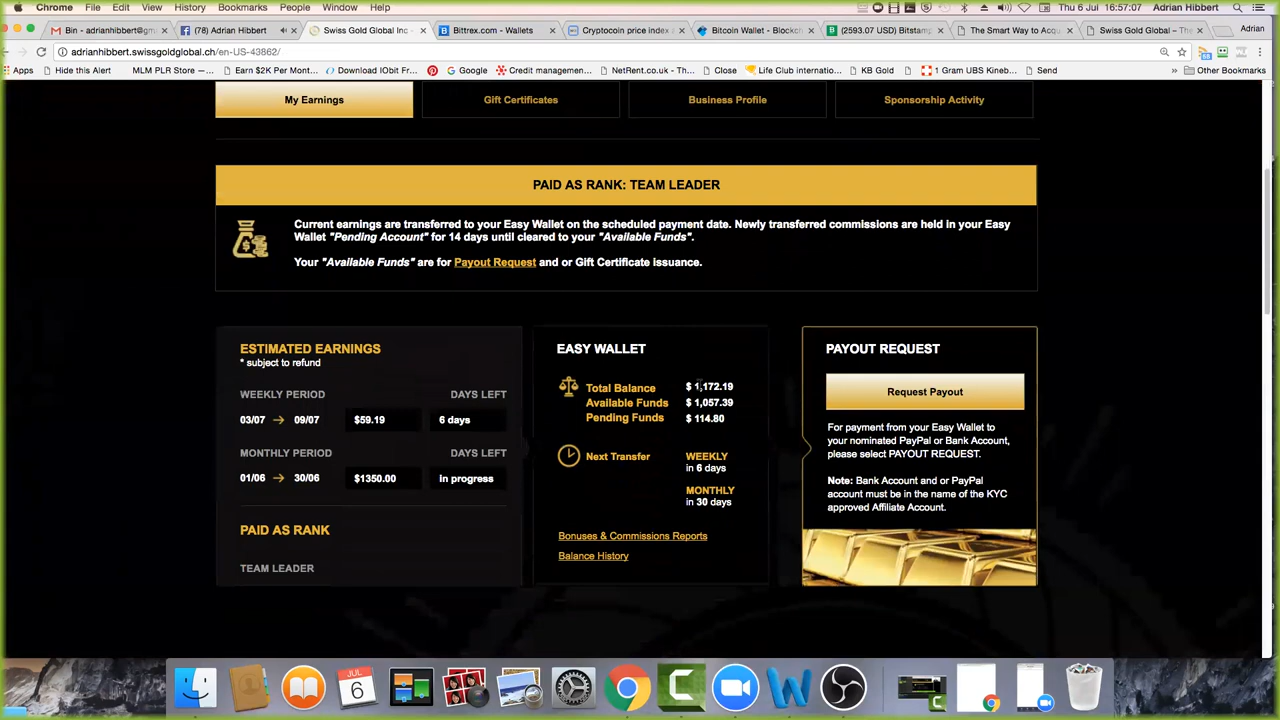 Chrome File Edit View History Bookmarks People Window Help Thu 6 Jul 16:57:07 Adrian Hibbert
Bin - adrianhibbert@gm (78) Adrian Hibbert Swiss Gold Global Inc - Bittrex.com - Wallets Cryptocoin price index Bitcoin Wallet - Blockch (2593.07 USD) Bitstamp The Smart Way to Acqu Swiss Gold Global – The Adrian
adrianhibbert.swissgoldglobal.ch/en-US-43862/
Apps Hide this Alert MLM PLR Store —... Earn $2K Per Mont... Download IObit Fr... Google Credit management... NetRent.co.uk - Th... Close Life Club internatio... KB Gold 1 Gram UBS Kineb... Send » Other Bookmarks
My Earnings Gift Certificates Business Profile Sponsorship Activity
PAID AS RANK: TEAM LEADER
Current earnings are transferred to your Easy Wallet on the scheduled payment date. Newly transferred commissions are held in your Easy
Wallet "Pending Account" for 14 days until cleared to your "Available Funds".
Your "Available Funds" are for Payout Request and or Gift Certificate issuance.
ESTIMATED EARNINGS
* subject to refund
WEEKLY PERIOD DAYS LEFT
03/07 → 09/07 $59.19 6 days
MONTHLY PERIOD DAYS LEFT
01/06 → 30/06 $1350.00 In progress
PAID AS RANK
TEAM LEADER
EASY WALLET
Total Balance $ 1,172.19
Available Funds $ 1,057.39
Pending Funds $ 114.80
Next Transfer WEEKLY
in 6 days
MONTHLY
in 30 days
Bonuses & Commissions Reports
Balance History
PAYOUT REQUEST
Request Payout
For payment from your Easy Wallet to
your nominated PayPal or Bank Account,
please select PAYOUT REQUEST.
Note: Bank Account and or PayPal
account must be in the name of the KYC
approved Affiliate Account.
JUL
6